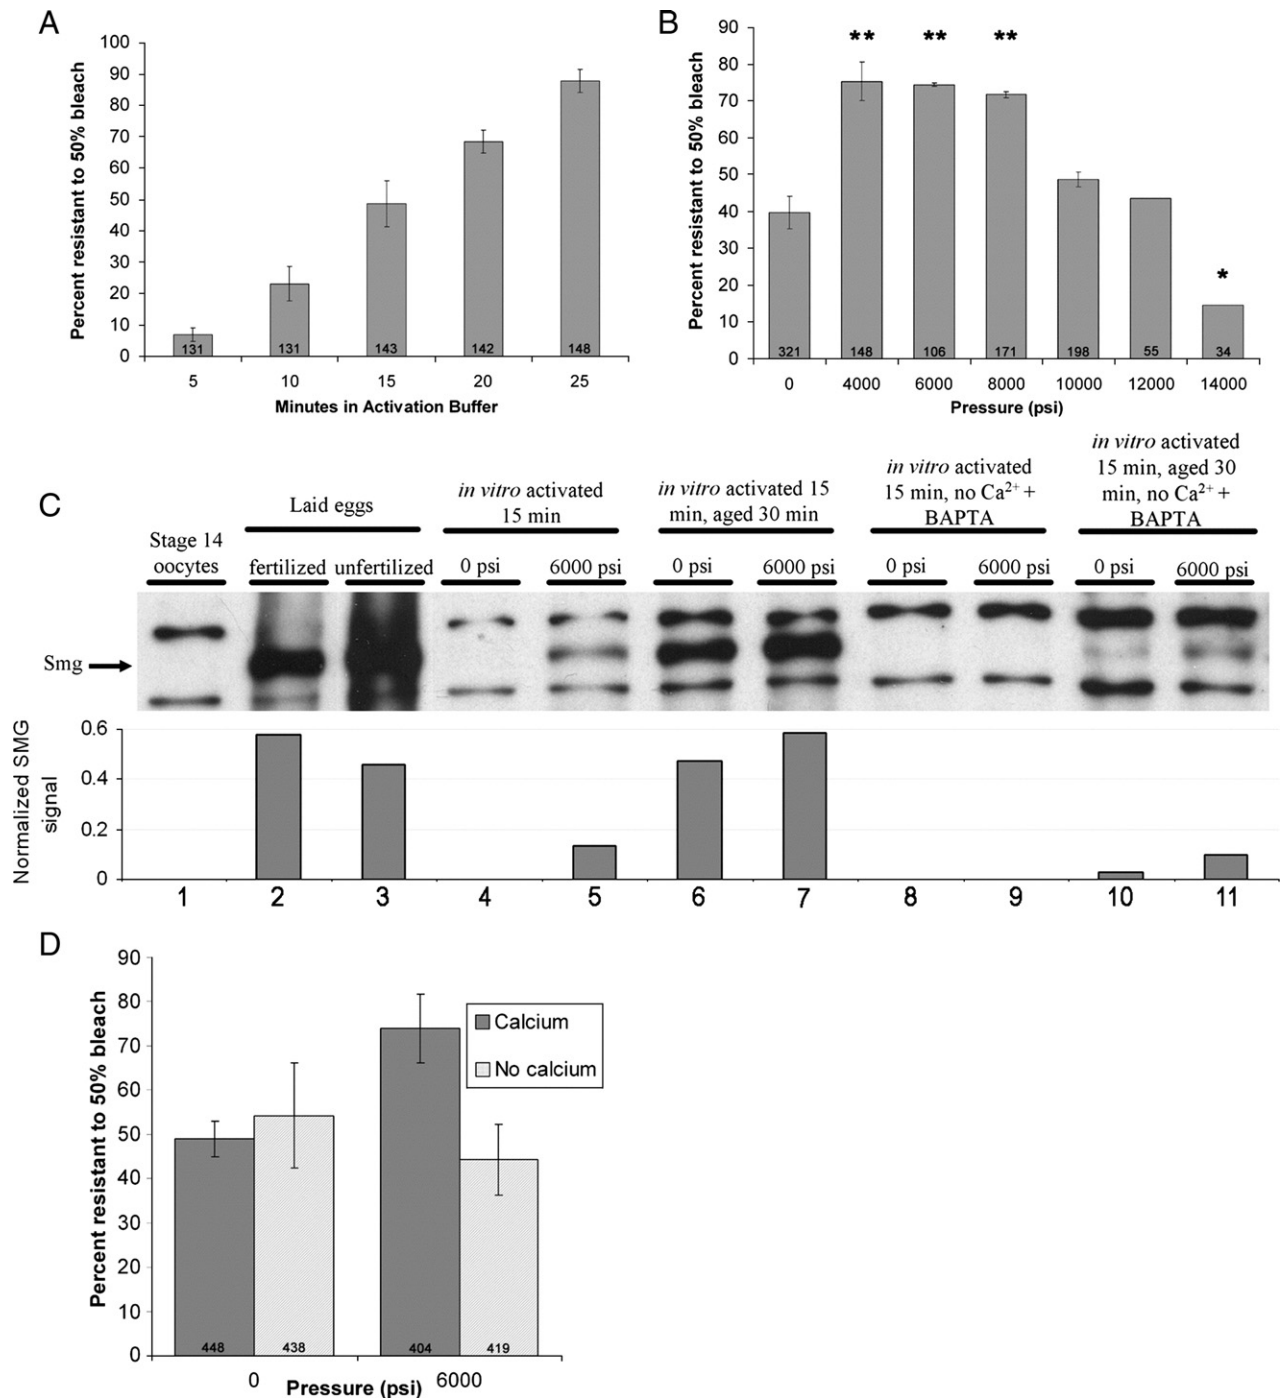 A
Percent resistant to 50% bleach
100
90
80
70
60
50
40
30
20
10
0
131
131
143
142
148
5
10
15
20
25
Minutes in Activation Buffer
B
Percent resistant to 50% bleach
90
80
70
60
50
40
30
20
10
0
**
**
**
*
321
148
106
171
198
55
34
0
4000
6000
8000
10000
12000
14000
Pressure (psi)
C
Stage 14
oocytes
Laid eggs
fertilized
unfertilized
in vitro activated
15 min
0 psi
6000 psi
in vitro activated 15
min, aged 30 min
0 psi
6000 psi
in vitro activated
15 min, no Ca²⁺ +
BAPTA
0 psi
6000 psi
in vitro activated
15 min, aged 30
min, no Ca²⁺ +
BAPTA
0 psi
6000 psi
Smg
Normalized SMG
signal
0.6
0.4
0.2
0
1
2
3
4
5
6
7
8
9
10
11
D
Percent resistant to 50% bleach
90
80
70
60
50
40
30
20
10
0
Calcium
No calcium
448
438
404
419
0
6000
Pressure (psi)